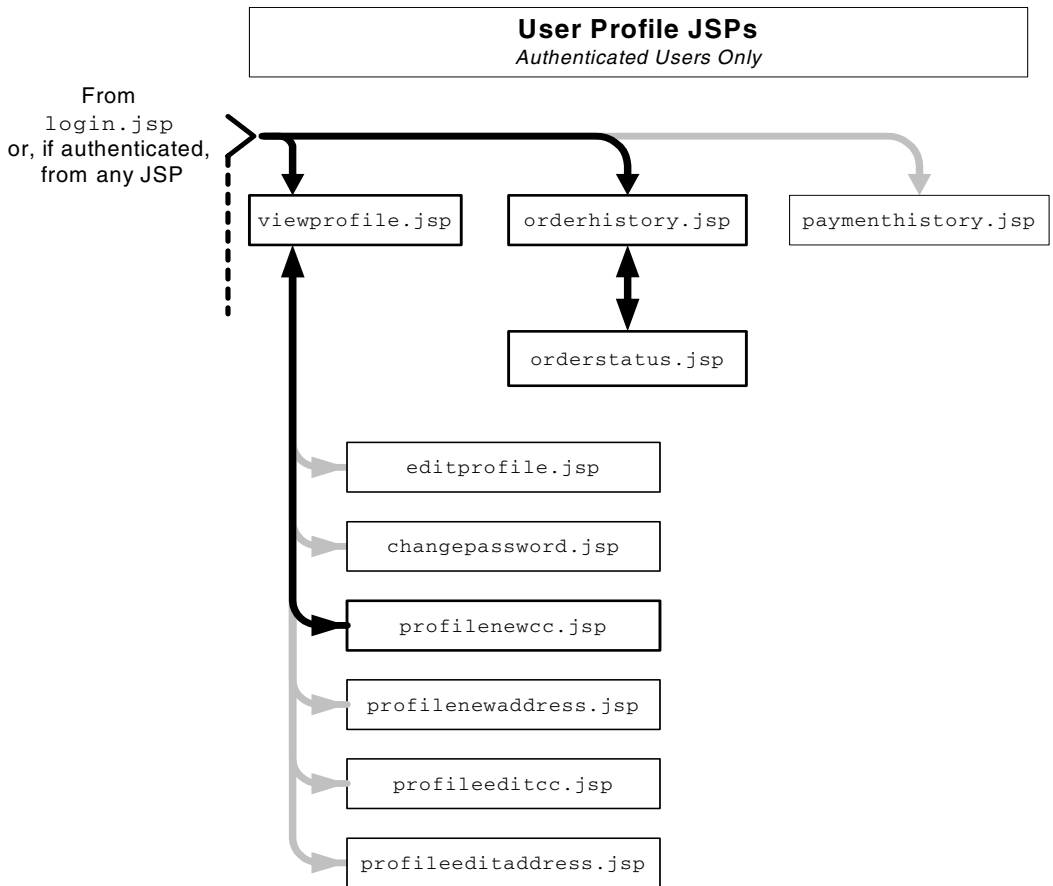 User Profile JSPs
Authenticated Users Only
From
login.jsp
or, if authenticated,
from any JSP
viewprofile.jsp
orderhistory.jsp
paymenthistory.jsp
orderstatus.jsp
editprofile.jsp
changepassword.jsp
profilenewcc.jsp
profilenewaddress.jsp
profileeditcc.jsp
profileeditaddress.jsp